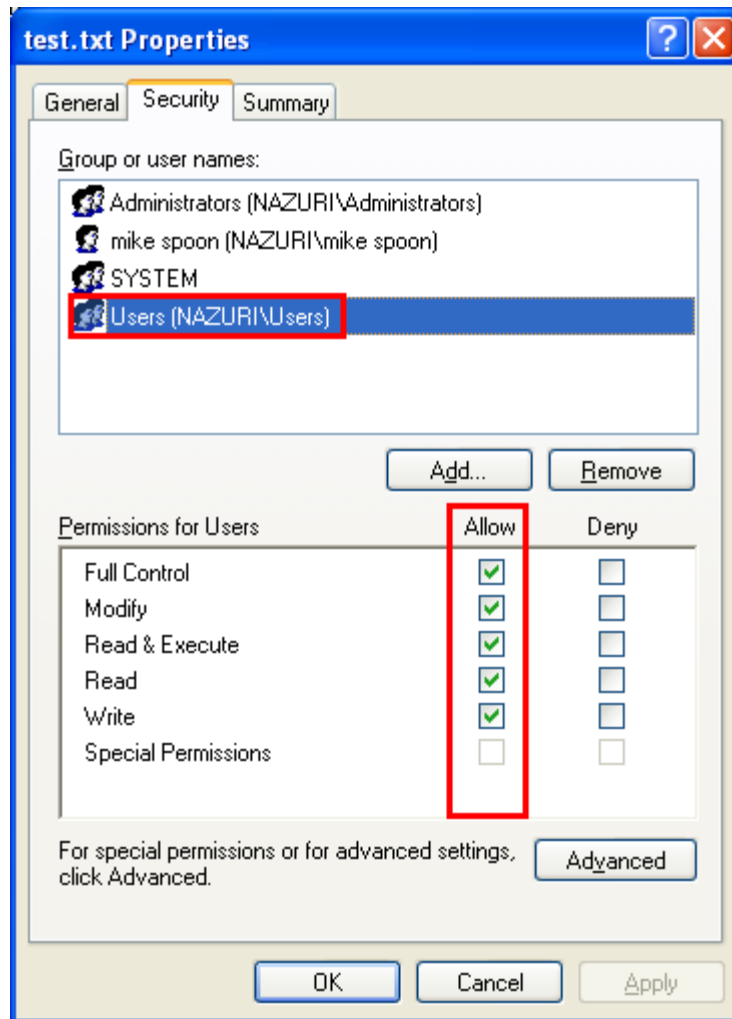 test.txt Properties
General Security Summary
Group or user names:
Administrators (NAZURI\Administrators)
mike spoon (NAZURI\mike spoon)
SYSTEM
Users (NAZURI\Users)
Add... Remove
Permissions for Users Allow Deny
Full Control
Modify
Read & Execute
Read
Write
Special Permissions
For special permissions or for advanced settings,
click Advanced.
Advanced
OK Cancel Apply